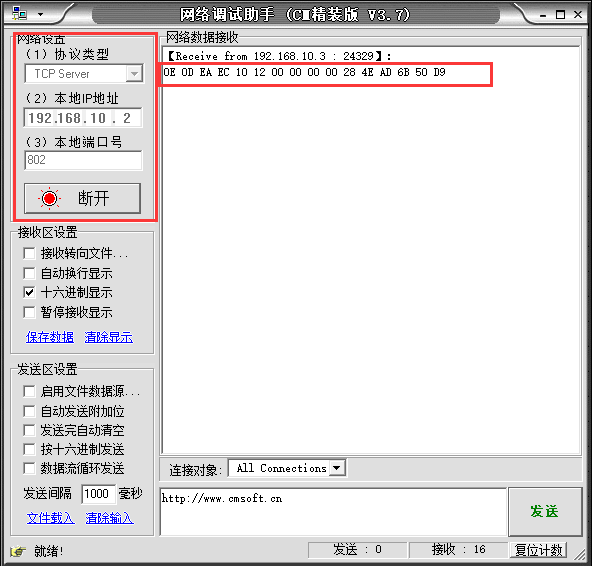 网络调试助手 (CM精装版 V3.7)
网络设置
(1) 协议类型
TCP Server
(2) 本地IP地址
192.168.10.2
(3) 本地端口号
802
断开
接收区设置
接收转向文件...
自动换行显示
十六进制显示
暂停接收显示
保存数据 清除显示
发送区设置
启用文件数据源...
自动发送附加位
发送完自动清空
按十六进制发送
数据流循环发送
发送间隔 1000 毫秒
文件载入 清除输入
网络数据接收
【Receive from 192.168.10.3 : 24329】:
0E 0D EA EC 10 12 00 00 00 00 28 4E AD 6B 50 D9
连接对象: All Connections
http://www.cmsoft.cn
发送
就绪! 发送 : 0 接收 : 16 复位计数